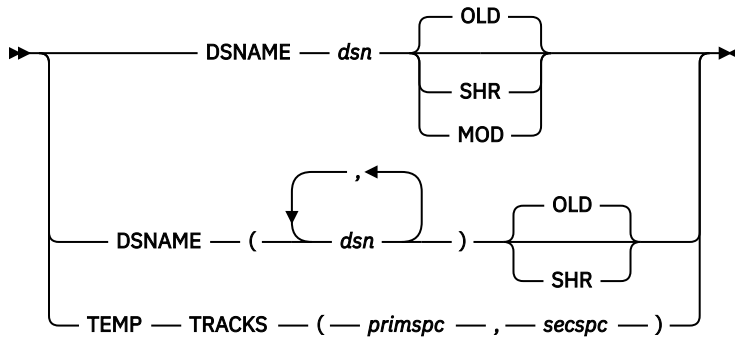 OLD
DSNAME dsn
SHR
MOD
,
OLD
DSNAME ( dsn )
SHR
TEMP TRACKS ( primspc , secspc )